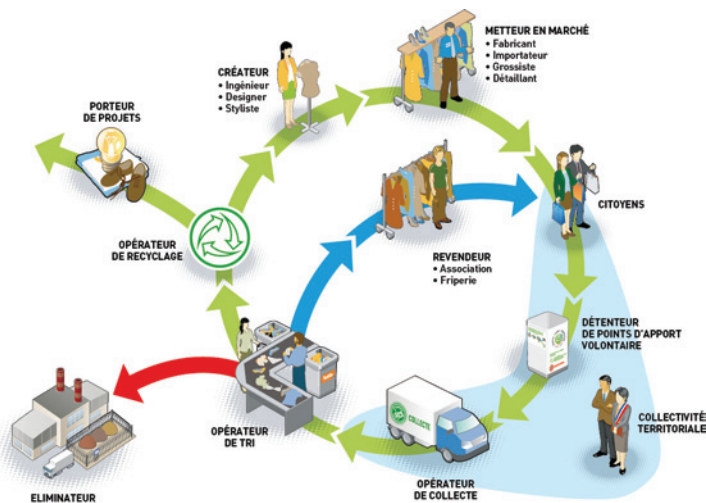 METTEUR EN MARCHÉ
• Fabricant
• Importateur
• Grossiste
• Détaillant
CRÉATEUR
• Ingénieur
• Designer
• Styliste
PORTEUR
DE PROJETS
CITOYENS
OPÉRATEUR
DE RECYCLAGE
REVENDEUR
• Association
• Friperie
DÉTENTEUR
DE POINTS D'APPORT
VOLONTAIRE
COLLECTE
COLLECTIVITÉ
TERRITORIALE
OPÉRATEUR
DE TRI
OPÉRATEUR
DE COLLECTE
ELIMINATEUR